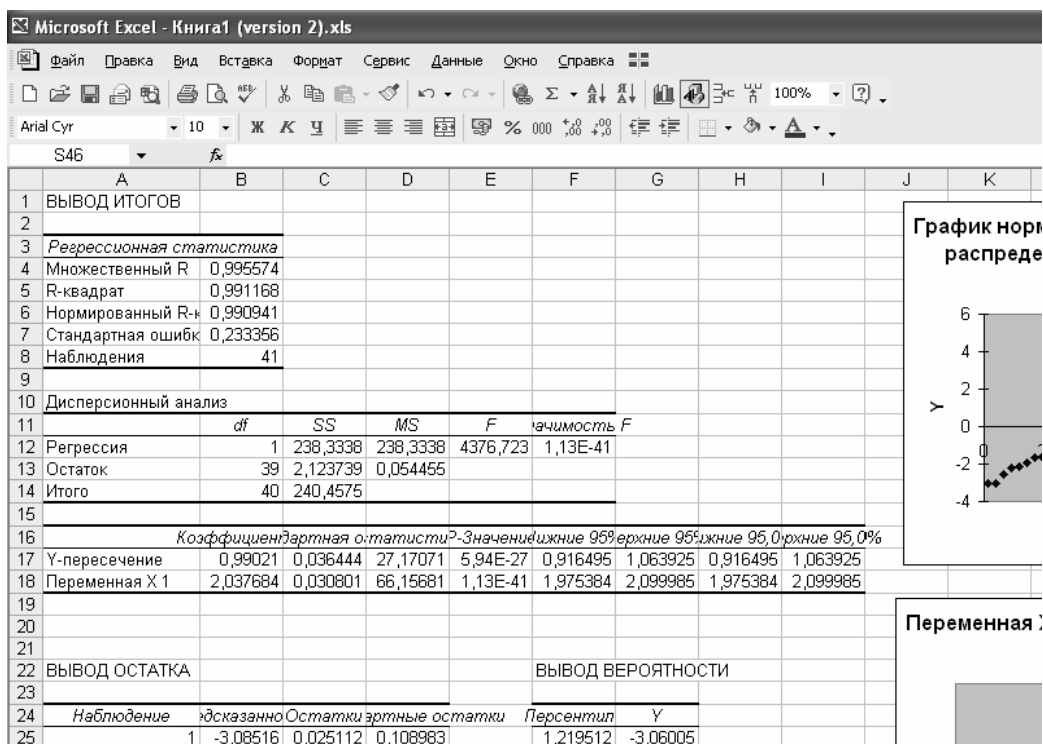 Microsoft Excel - Книга1 (version 2).xls
Файл Правка Вид Вставка Формат Сервис Данные Окно Справка
100%
Arial Cyr 10 Ж К Ч % 000
S46 fx
A B C D E F G H I J K
1 ВЫВОД ИТОГОВ
2
3 Регрессионная статистика
4 Множественный R 0,995574
5 R-квадрат 0,991168
6 Нормированный R-к 0,990941
7 Стандартная ошибк 0,233356
8 Наблюдения 41
9
10 Дисперсионный анализ
11 df SS MS F ачимость F
12 Регрессия 1 238,3338 238,3338 4376,723 1,13E-41
13 Остаток 39 2,123739 0,054455
14 Итого 40 240,4575
15
16 Коэффициен дартная о татисти Р-Значение ижние 95% ерхние 95% ижние 95,0 рхние 95,0%
17 Y-пересечение 0,99021 0,036444 27,17071 5,94E-27 0,916495 1,063925 0,916495 1,063925
18 Переменная X 1 2,037684 0,030801 66,15681 1,13E-41 1,975384 2,099985 1,975384 2,099985
19
20
21
22 ВЫВОД ОСТАТКА ВЫВОД ВЕРОЯТНОСТИ
23
24 Наблюдение едсказанно Остатки артные остатки Персентил Y
25 1 -3,08516 0,025112 0,108983 1,219512 -3,06005
График норм
распреде
6
4
2
0
-2
-4
Y
0
Переменная X